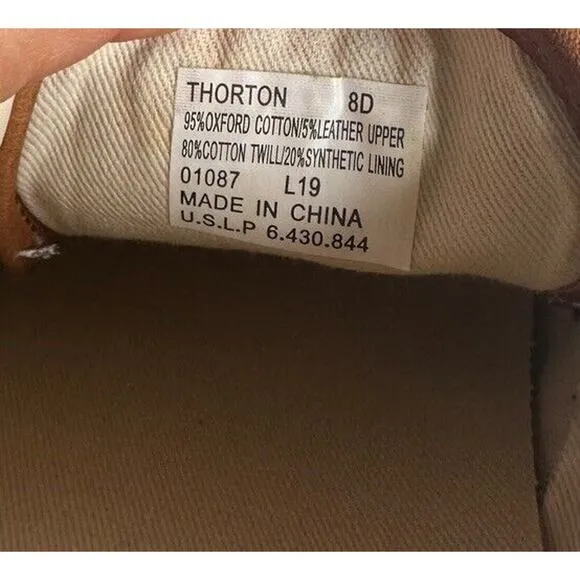 THORTON 8D
95%OXFORD COTTON/5%LEATHER UPPER
80%COTTON TWILL/20%SYNTHETIC LINING
01087 L19
MADE IN CHINA
U.S.L.P 6.430.844